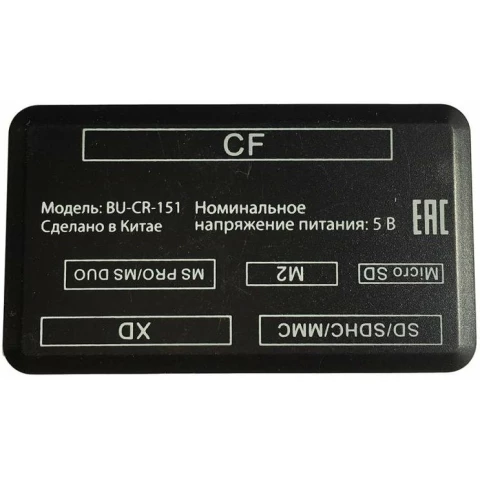 CF
Модель: BU-CR-151
Сделано в Китае
Номинальное
напряжение питания: 5 В
EAC
MS PRO/MS DUO
M2
Micro SD
XD
SD/SDHC/MMC